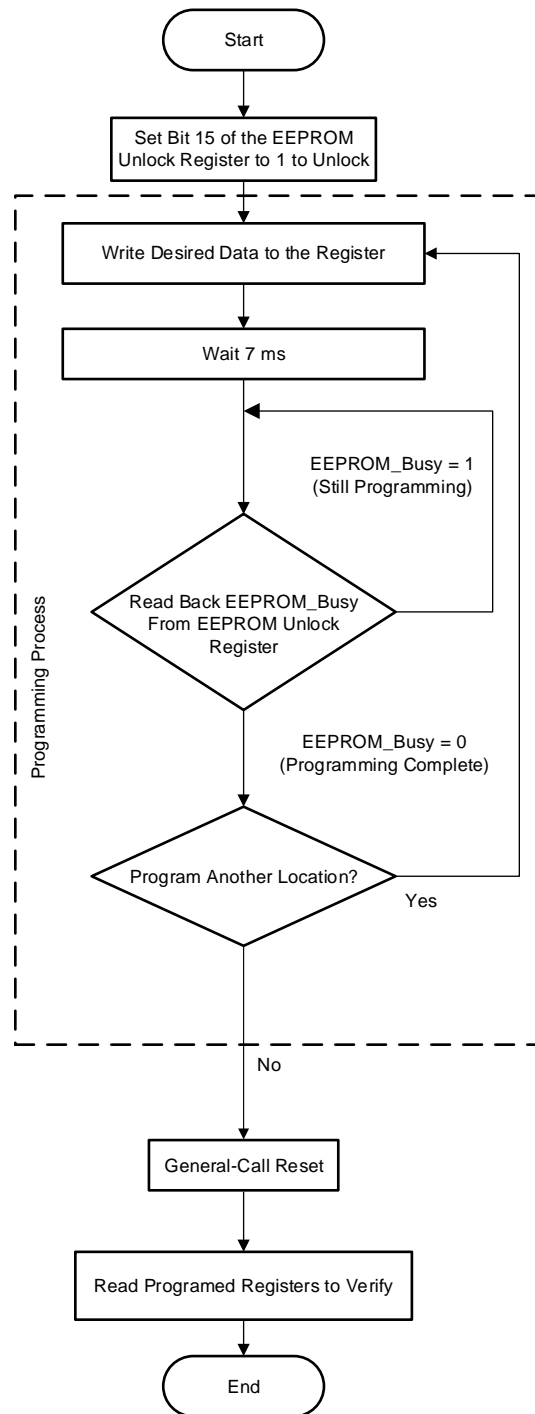 Start
Set Bit 15 of the EEPROM
Unlock Register to 1 to Unlock
Write Desired Data to the Register
Wait 7 ms
EEPROM_Busy = 1
(Still Programming)
Read Back EEPROM_Busy
From EEPROM Unlock
Register
Programming Process
EEPROM_Busy = 0
(Programming Complete)
Program Another Location?
Yes
No
General-Call Reset
Read Programed Registers to Verify
End